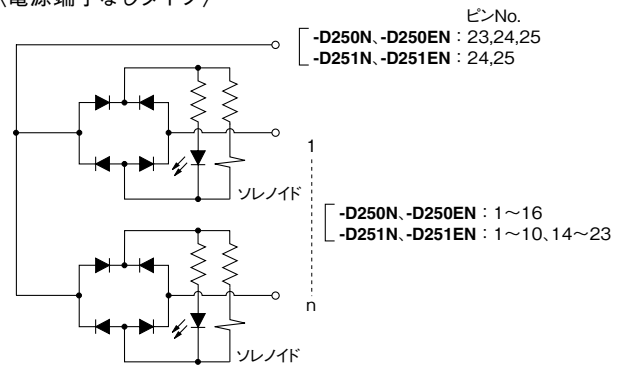 〈電源端子なしタイプ〉
ピンNo.
-D250N、-D250EN：23,24,25
-D251N、-D251EN：24,25
1
ソレノイド
-D250N、-D250EN：1～16
-D251N、-D251EN：1～10、14～23
n
ソレノイド